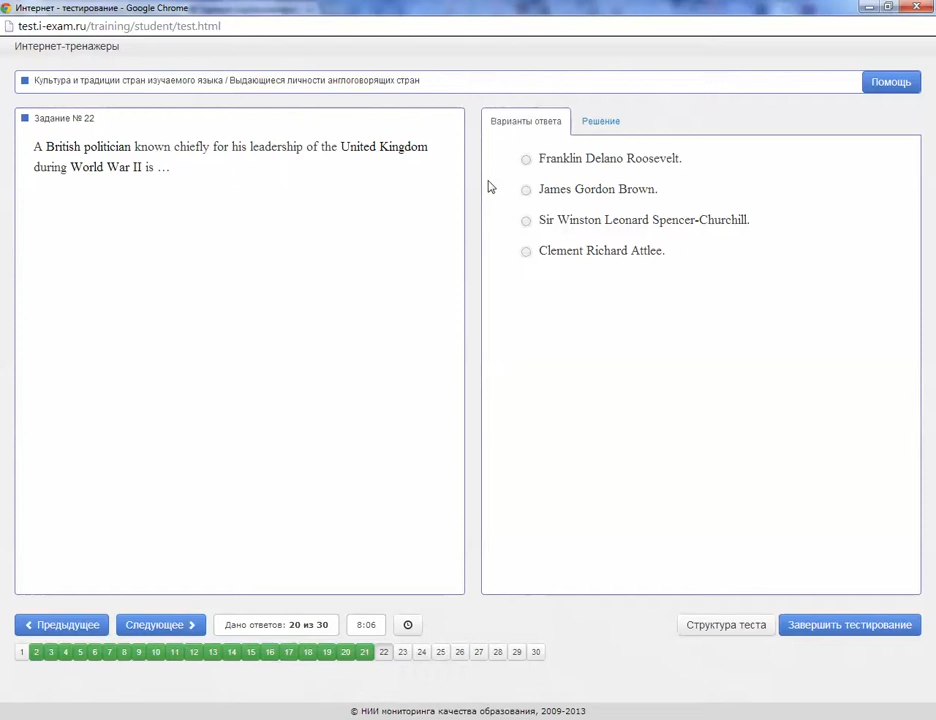 Интернет - тестирование - Google Chrome
test.i-exam.ru/training/student/test.html
Интернет-тренажеры
Культура и традиции стран изучаемого языка / Выдающиеся личности англоговорящих стран
Помощь
Задание № 22
A British politician known chiefly for his leadership of the United Kingdom
during World War II is …
Варианты ответа
Решение
Franklin Delano Roosevelt.
James Gordon Brown.
Sir Winston Leonard Spencer-Churchill.
Clement Richard Attlee.
Предыдущее
Следующее
Дано ответов: 20 из 30
8:06
Структура теста
Завершить тестирование
1 2 3 4 5 6 7 8 9 10 11 12 13 14 15 16 17 18 19 20 21 22 23 24 25 26 27 28 29 30
© НИИ мониторинга качества образования, 2009-2013